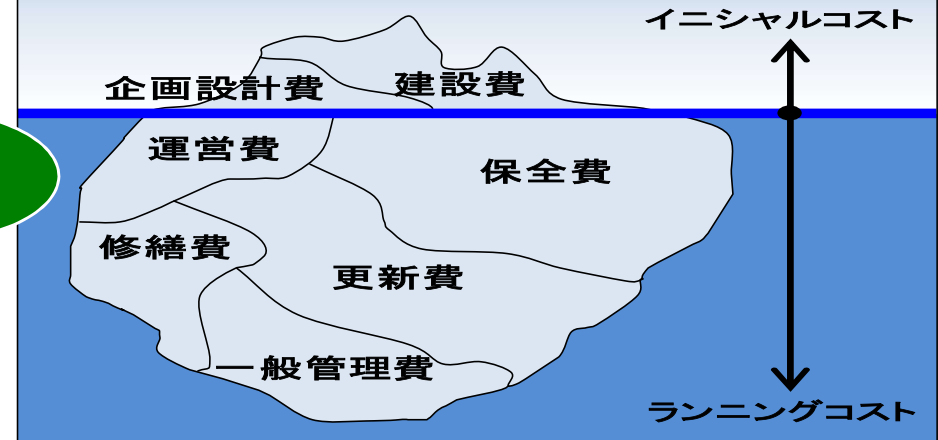 イニシャルコスト
企画設計費
建設費
運営費
保全費
修繕費
更新費
一般管理費
ランニングコスト